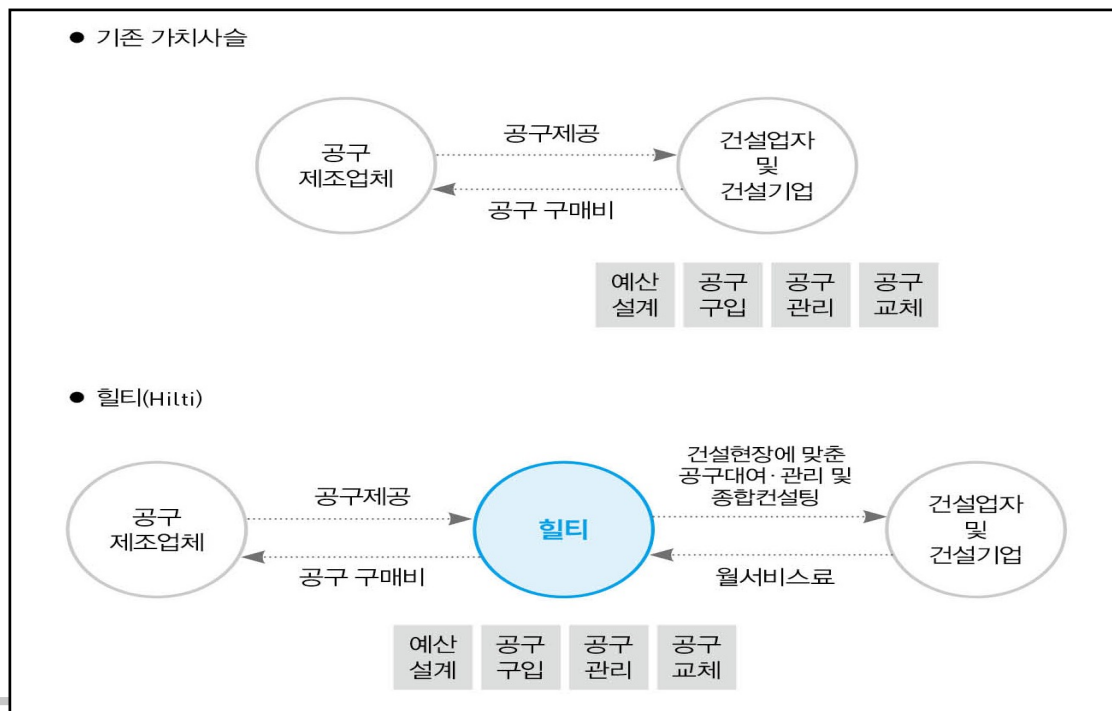 ● 기존 가치사슬
공구
제조업체
공구제공
공구 구매비
건설업자
및
건설기업
예산
설계
공구
구입
공구
관리
공구
교체
● 힐티(Hilti)
공구
제조업체
공구제공
공구 구매비
힐티
건설현장에 맞춘
공구대여·관리 및
종합컨설팅
월서비스료
건설업자
및
건설기업
예산
설계
공구
구입
공구
관리
공구
교체